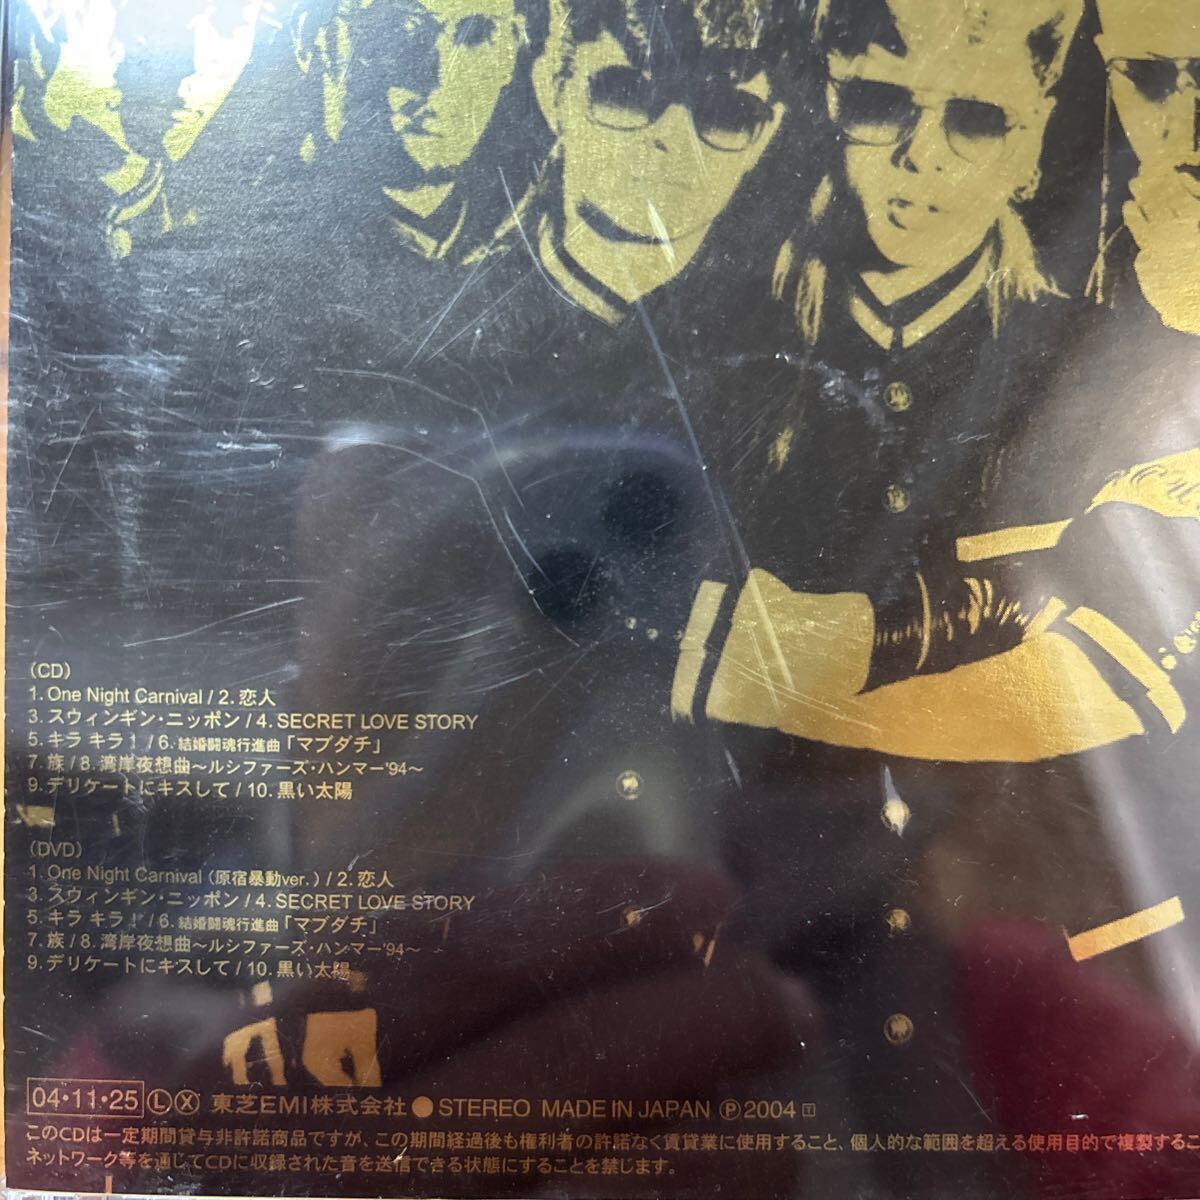 （CD）
1. One Night Carnival / 2. 恋人
3. スウィンギン・ニッポン / 4. SECRET LOVE STORY
5. キラ キラ！ / 6. 結婚闘魂行進曲「マブダチ」
7. 族 / 8. 湾岸夜想曲〜ルシファーズ・ハンマー'94〜
9. デリケートにキスして / 10. 黒い太陽
（DVD）
1. One Night Carnival（原宿暴動ver.）/ 2. 恋人
3. スウィンギン・ニッポン / 4. SECRET LOVE STORY
5. キラ キラ！ / 6. 結婚闘魂行進曲「マブダチ」
7. 族 / 8. 湾岸夜想曲〜ルシファーズ・ハンマー'94〜
9. デリケートにキスして / 10. 黒い太陽
04・11・25 Ⓛ Ⓧ 東芝EMI株式会社 ● STEREO MADE IN JAPAN Ⓟ 2004 🅃
このCDは一定期間貸与非許諾商品ですが、この期間経過後も権利者の許諾なく賃貸業に使用すること、個人的な範囲を超える使用目的で複製するこ
ネットワーク等を通じてCDに収録された音を送信できる状態にすることを禁じます。